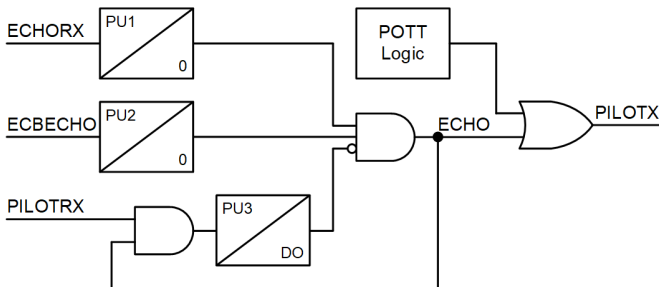 ECHORX
PU1
0
POTT
Logic
ECBECHO
PU2
0
ECHO
PILOTX
PILOTRX
PU3
DO